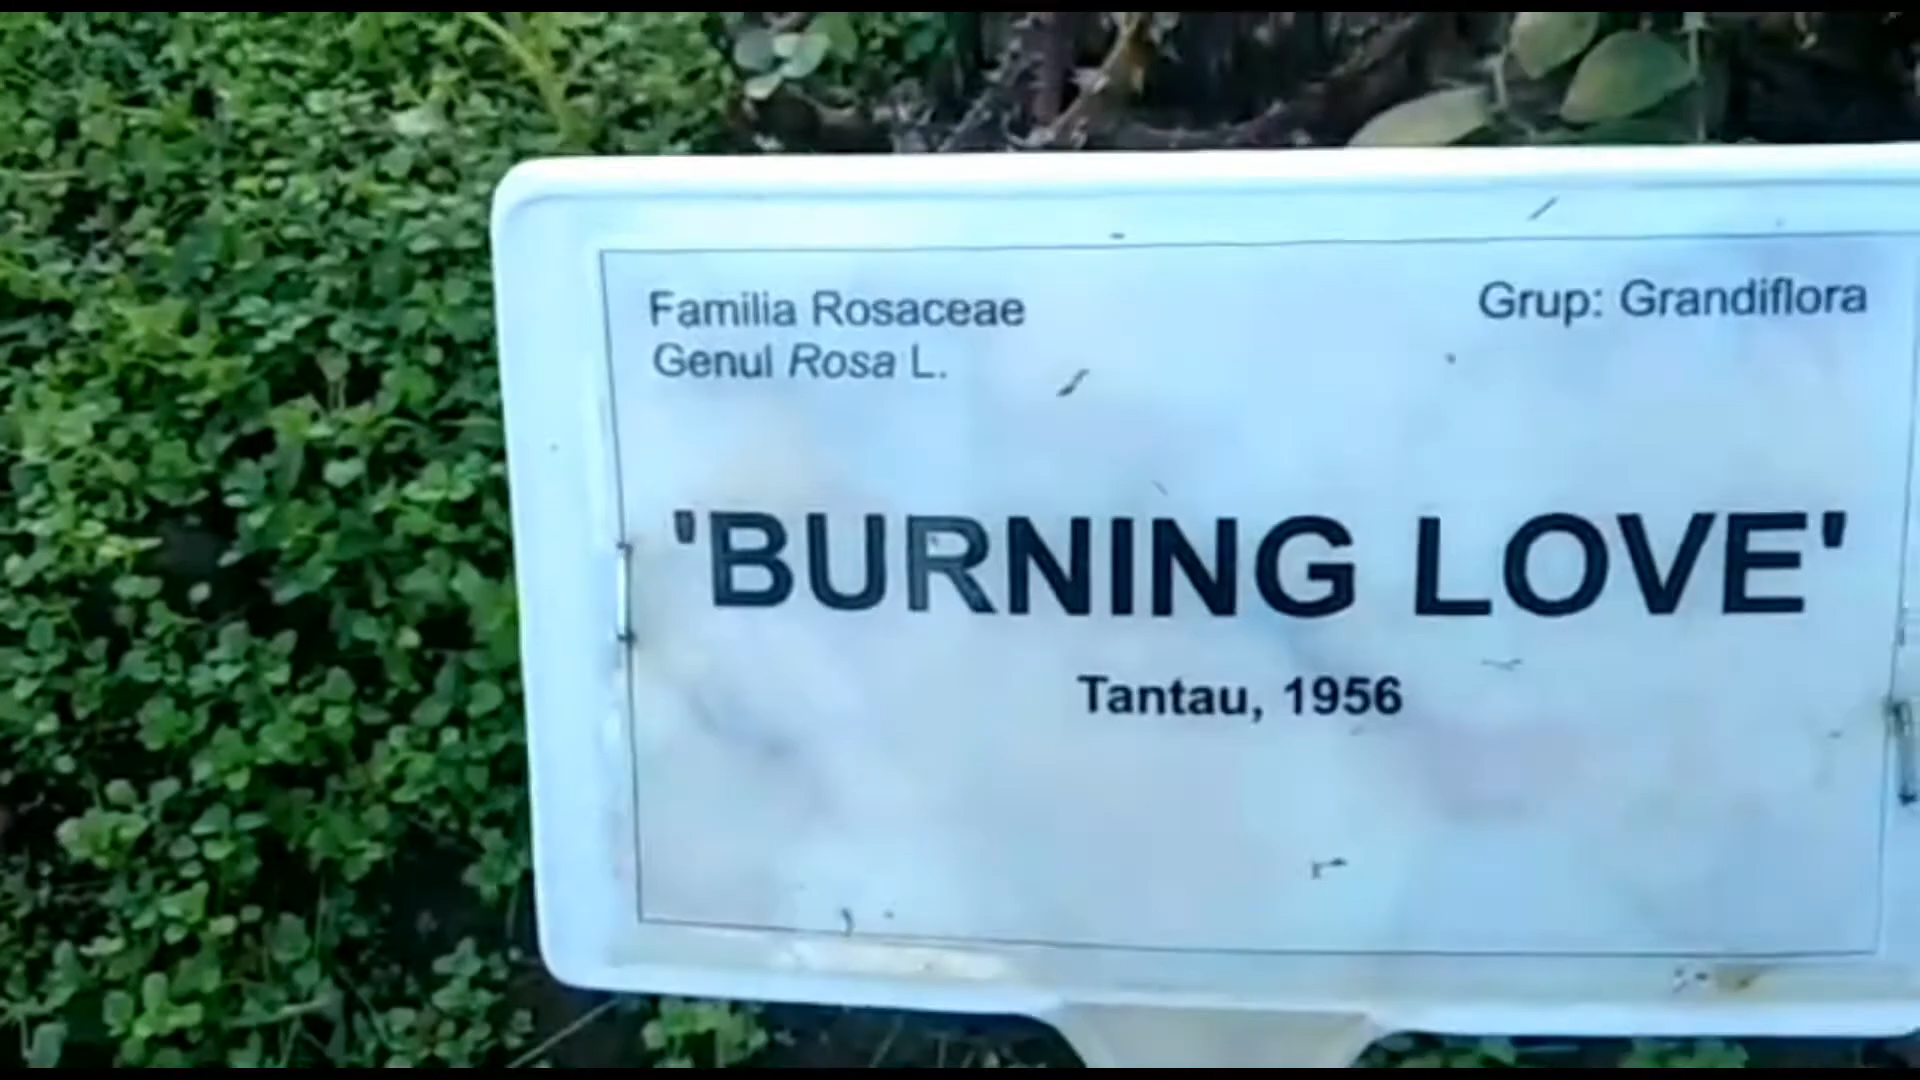 Familia Rosaceae
Grup: Grandiflora
Genul Rosa L.
'BURNING LOVE'
Tantau, 1956